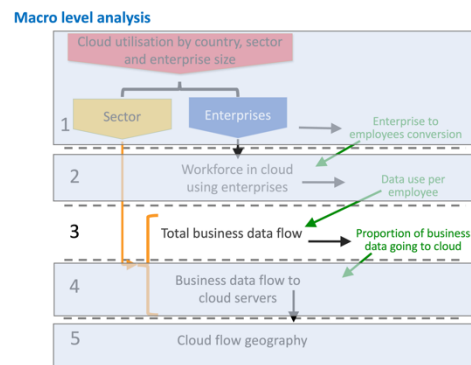 Macro level analysis
Cloud utilisation by country, sector
and enterprise size
Sector
Enterprises
1
Enterprise to
employees conversion
2
Workforce in cloud
using enterprises
Data use per
employee
3
Total business data flow
Proportion of business
data going to cloud
4
Business data flow to
cloud servers
5
Cloud flow geography